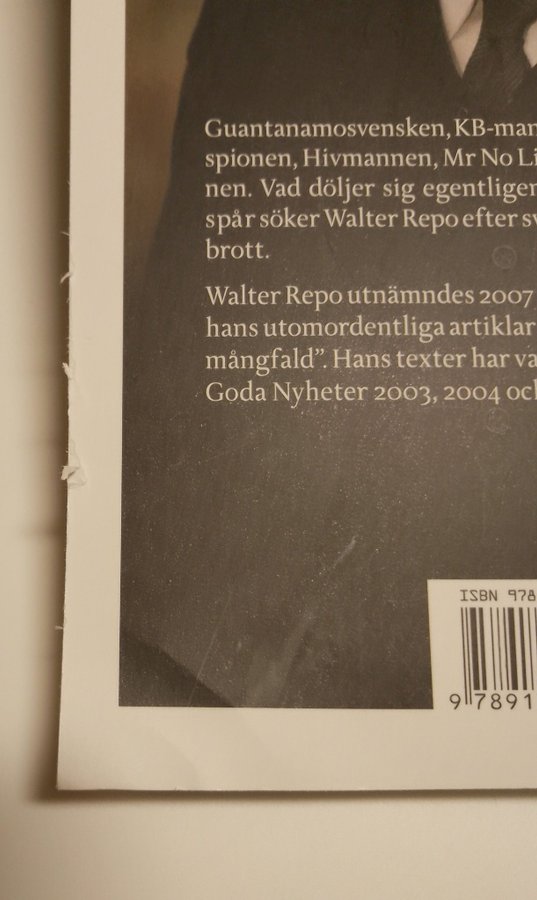 Guantanamosvensken, KB-man
spionen, Hivmannen, Mr No Li
nen. Vad döljer sig egentligen
spår söker Walter Repo efter sv
brott.
Walter Repo utnämndes 2007
hans utomordentliga artiklar
mångfald”. Hans texter har va
Goda Nyheter 2003, 2004 och
ISBN 978
9 7891